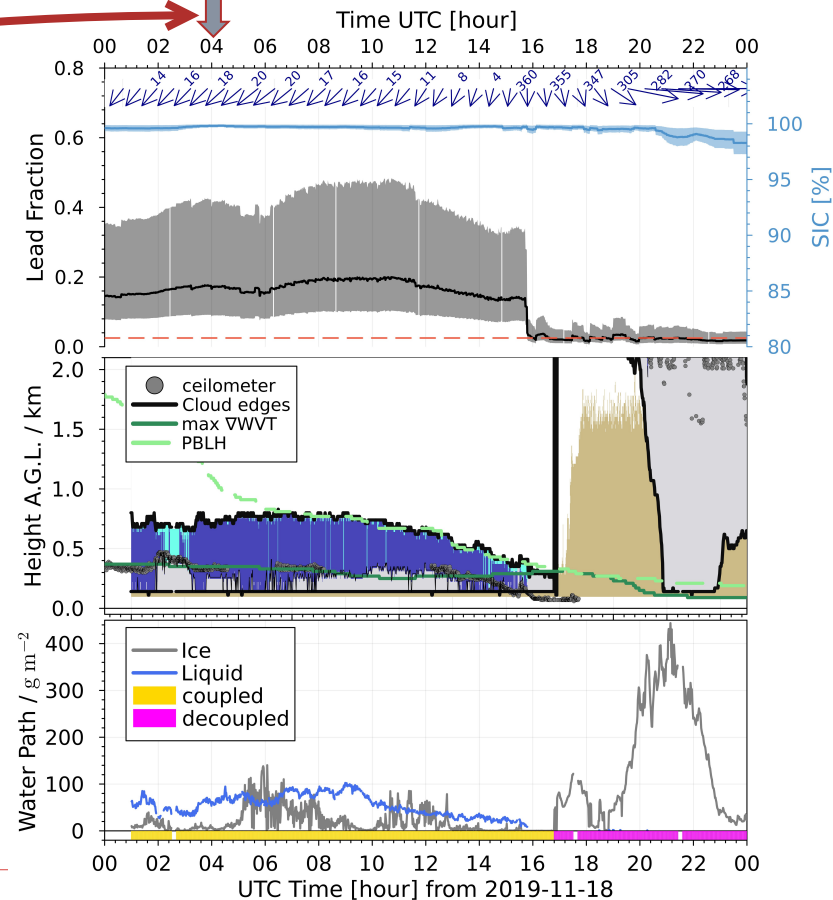 Time UTC [hour]
00 02 04 06 08 10 12 14 16 18 20 22 00
0.8
14 16 18 20 20 17 16 15 11 8 4 360 355 347 305 282 270 268
0.6
0.4
0.2
0.0
Lead Fraction
100
95
90
85
80
SIC [%]
2.0
1.5
1.0
0.5
0.0
Height A.G.L. / km
ceilometer
Cloud edges
max ∇WVT
PBLH
400
300
200
100
0
Water Path / g m⁻²
Ice
Liquid
coupled
decoupled
00 02 04 06 08 10 12 14 16 18 20 22 00
UTC Time [hour] from 2019-11-18